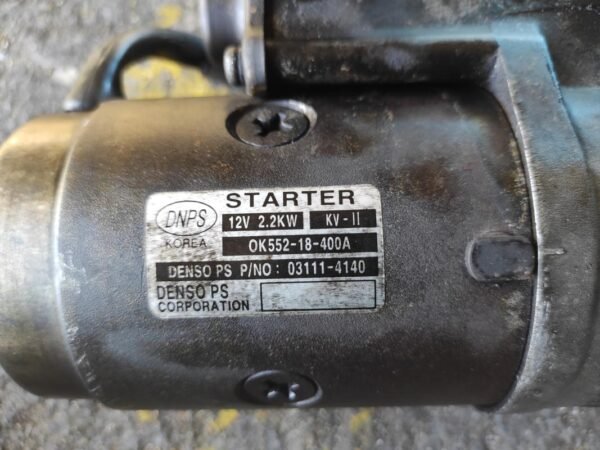 STARTER
DNPS
12V 2.2KW KV-II
KOREA
OK552-18-400A
DENSO PS P/NO: 03111-4140
DENSO PS
CORPORATION